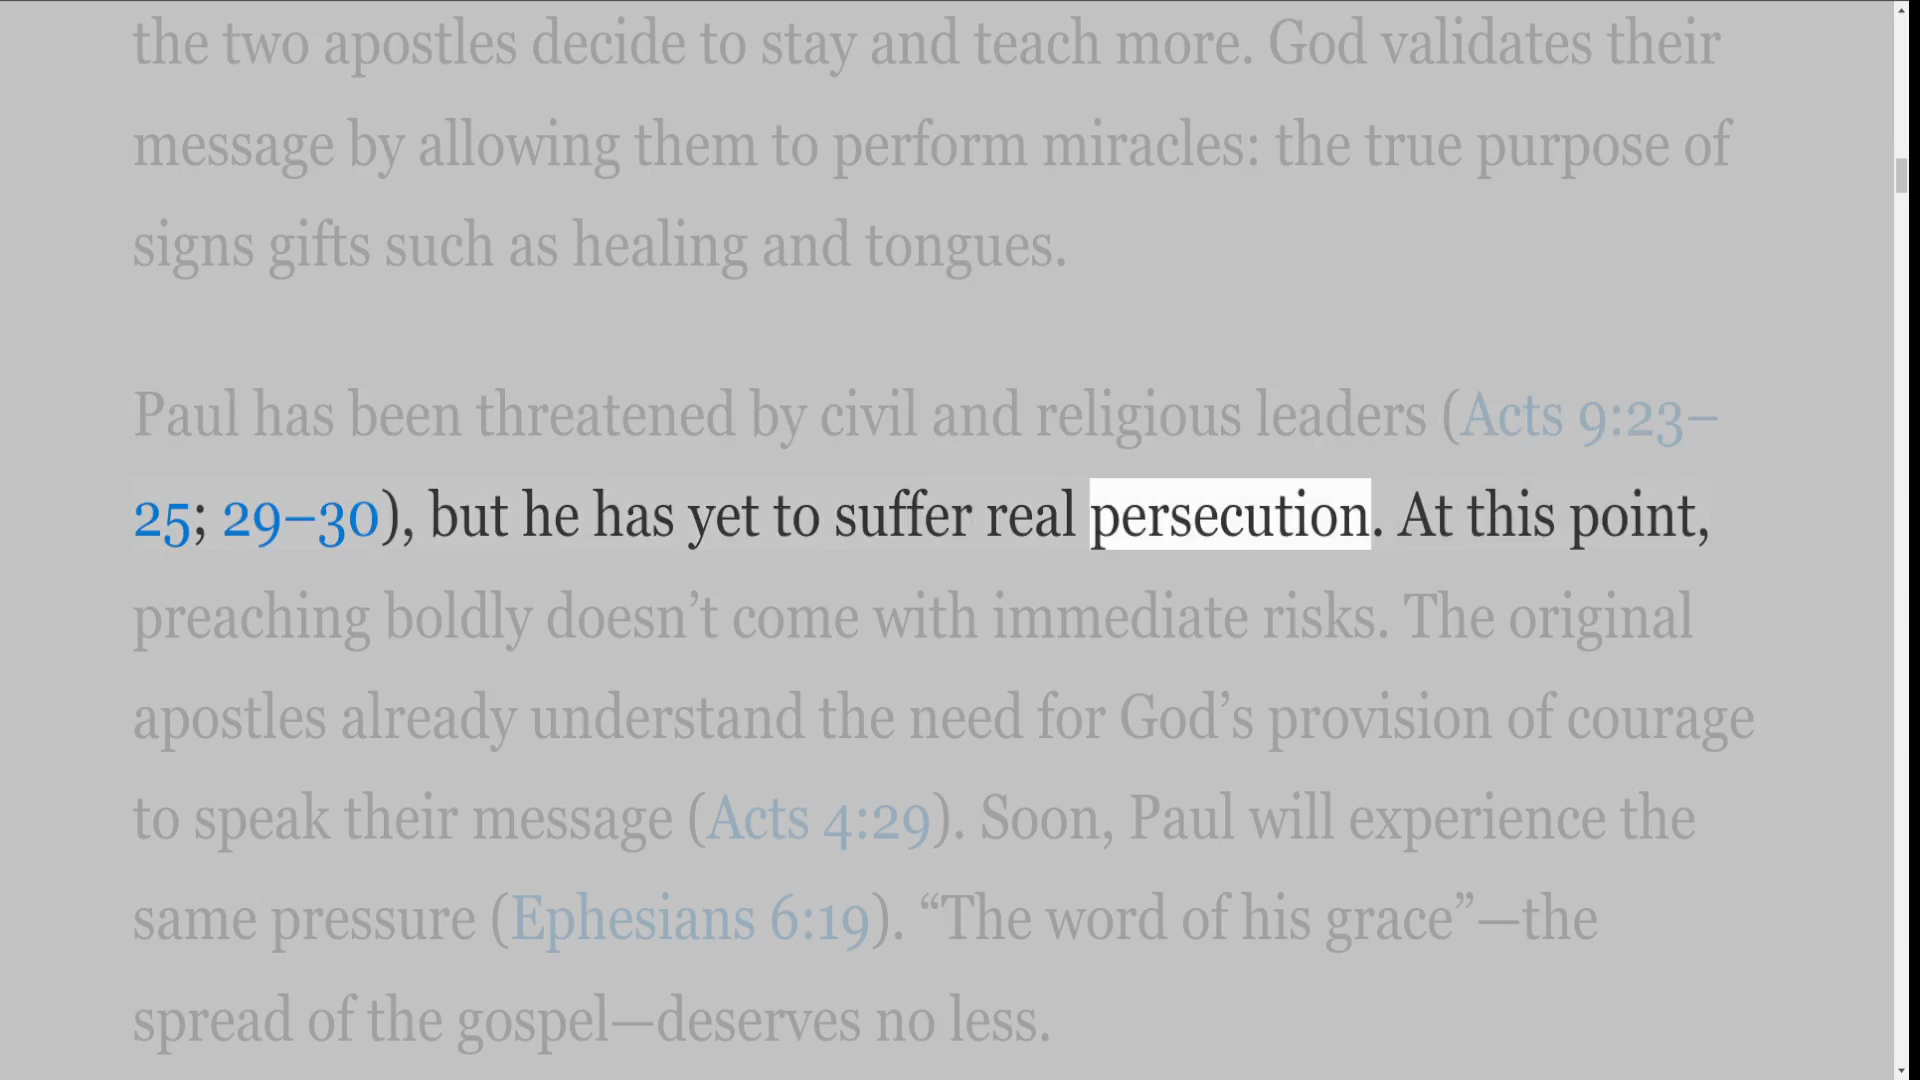 the two apostles decide to stay and teach more. God validates their
message by allowing them to perform miracles: the true purpose of
signs gifts such as healing and tongues.
Paul has been threatened by civil and religious leaders (Acts 9:23–
25; 29–30), but he has yet to suffer real persecution. At this point,
preaching boldly doesn’t come with immediate risks. The original
apostles already understand the need for God’s provision of courage
to speak their message (Acts 4:29). Soon, Paul will experience the
same pressure (Ephesians 6:19). “The word of his grace”—the
spread of the gospel—deserves no less.